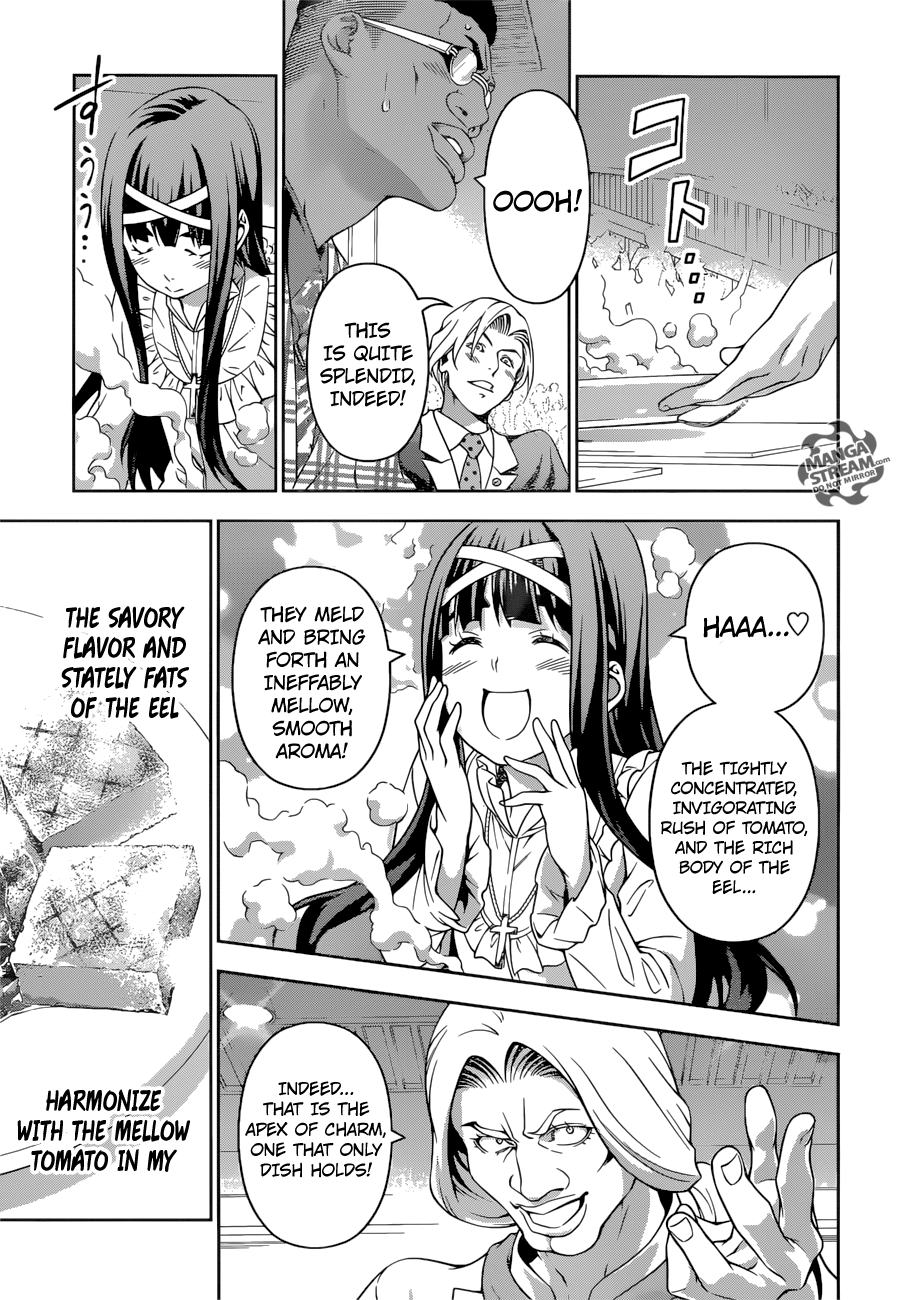 コト…
OOOH!
THIS
IS QUITE
SPLENDID,
INDEED!
すううう…
MANGA
STREAM.com
DO NOT MIRROR
HAAA...♡
THE TIGHTLY
CONCENTRATED,
INVIGORATING
RUSH OF TOMATO,
AND THE RICH
BODY OF THE
EEL...
THEY MELD
AND BRING
FORTH AN
INEFFABLY
MELLOW,
SMOOTH
AROMA!
INDEED...
THAT IS THE
APEX OF CHARM,
ONE THAT ONLY
DISH HOLDS!
THE SAVORY
FLAVOR AND
STATELY FATS
OF THE EEL
HARMONIZE
WITH THE MELLOW
TOMATO IN MY